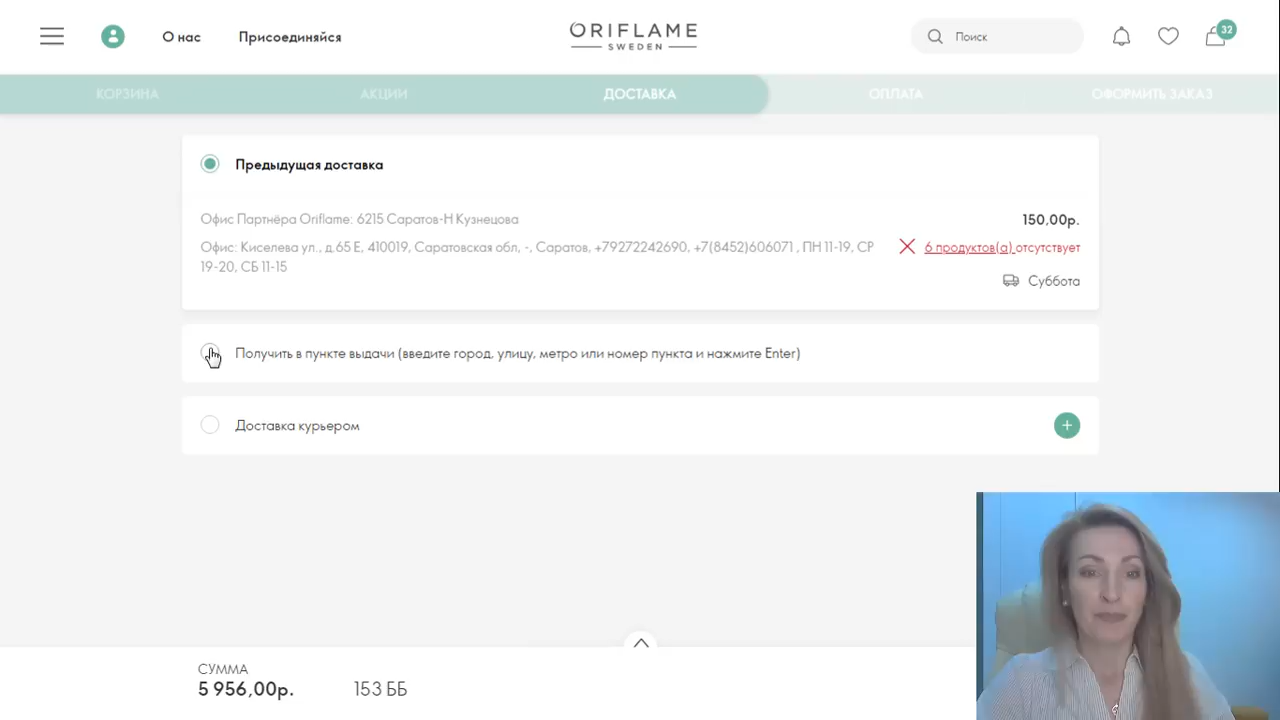 О нас
Присоединяйся
ORIFLAME
SWEDEN
Поиск
32
КОРЗИНА
АКЦИИ
ДОСТАВКА
ОПЛАТА
ОФОРМИТЬ ЗАКАЗ
Предыдущая доставка
Офис Партнёра Oriflame: 6215 Саратов-Н Кузнецова
150,00р.
Офис: Киселева ул., д.65 Е, 410019, Саратовская обл, -, Саратов, +79272242690, +7(8452)606071 , ПН 11-19, СР
19-20, СБ 11-15
6 продуктов(а) отсутствует
Суббота
Получить в пункте выдачи (введите город, улицу, метро или номер пункта и нажмите Enter)
Доставка курьером
СУММА
5 956,00р.
153 ББ